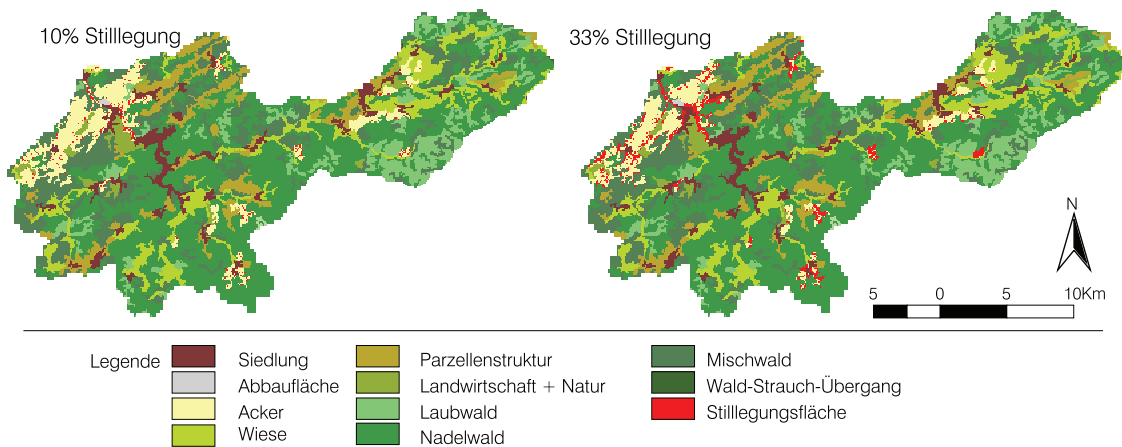 10% Stilllegung
33% Stilllegung
N
5 0 5 10Km
Legende
Siedlung
Abbaufläche
Acker
Wiese
Parzellenstruktur
Landwirtschaft + Natur
Laubwald
Nadelwald
Mischwald
Wald-Strauch-Übergang
Stilllegungsfläche